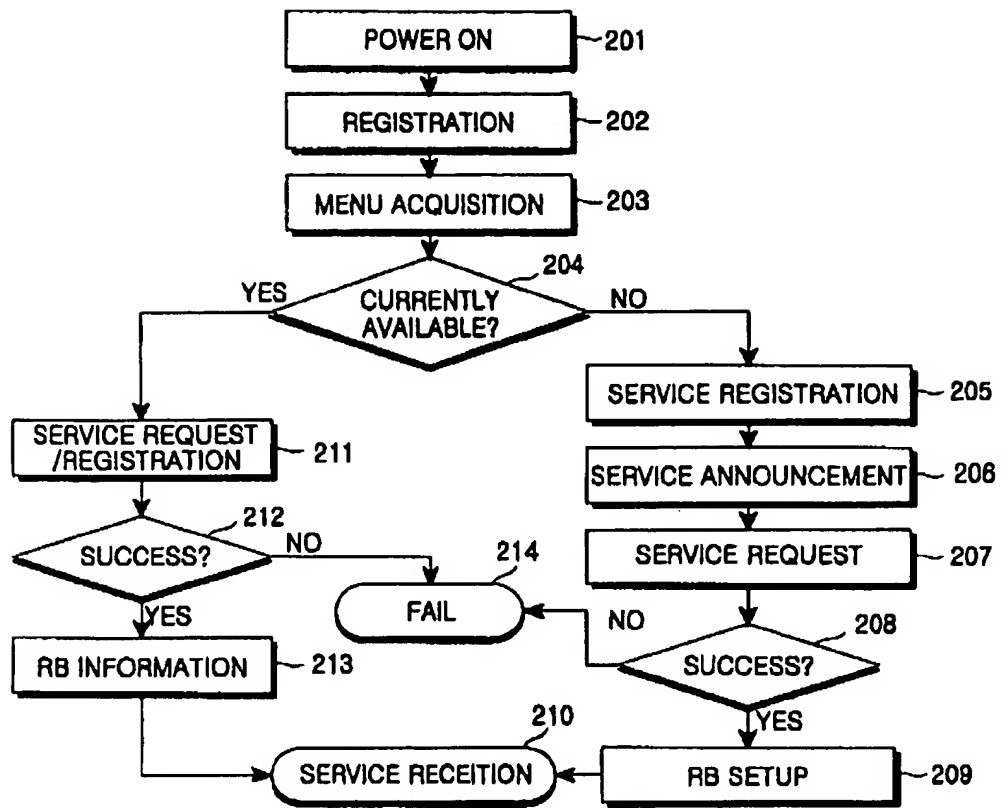 POWER ON
201
REGISTRATION
202
MENU ACQUISITION
203
204
YES
CURRENTLY
AVAILABLE?
NO
SERVICE REGISTRATION
205
SERVICE REQUEST
/REGISTRATION
211
SERVICE ANNOUNCEMENT
206
212
SUCCESS?
NO
SERVICE REQUEST
207
214
FAIL
YES
NO
208
SUCCESS?
RB INFORMATION
213
YES
210
SERVICE RECEITION
RB SETUP
209